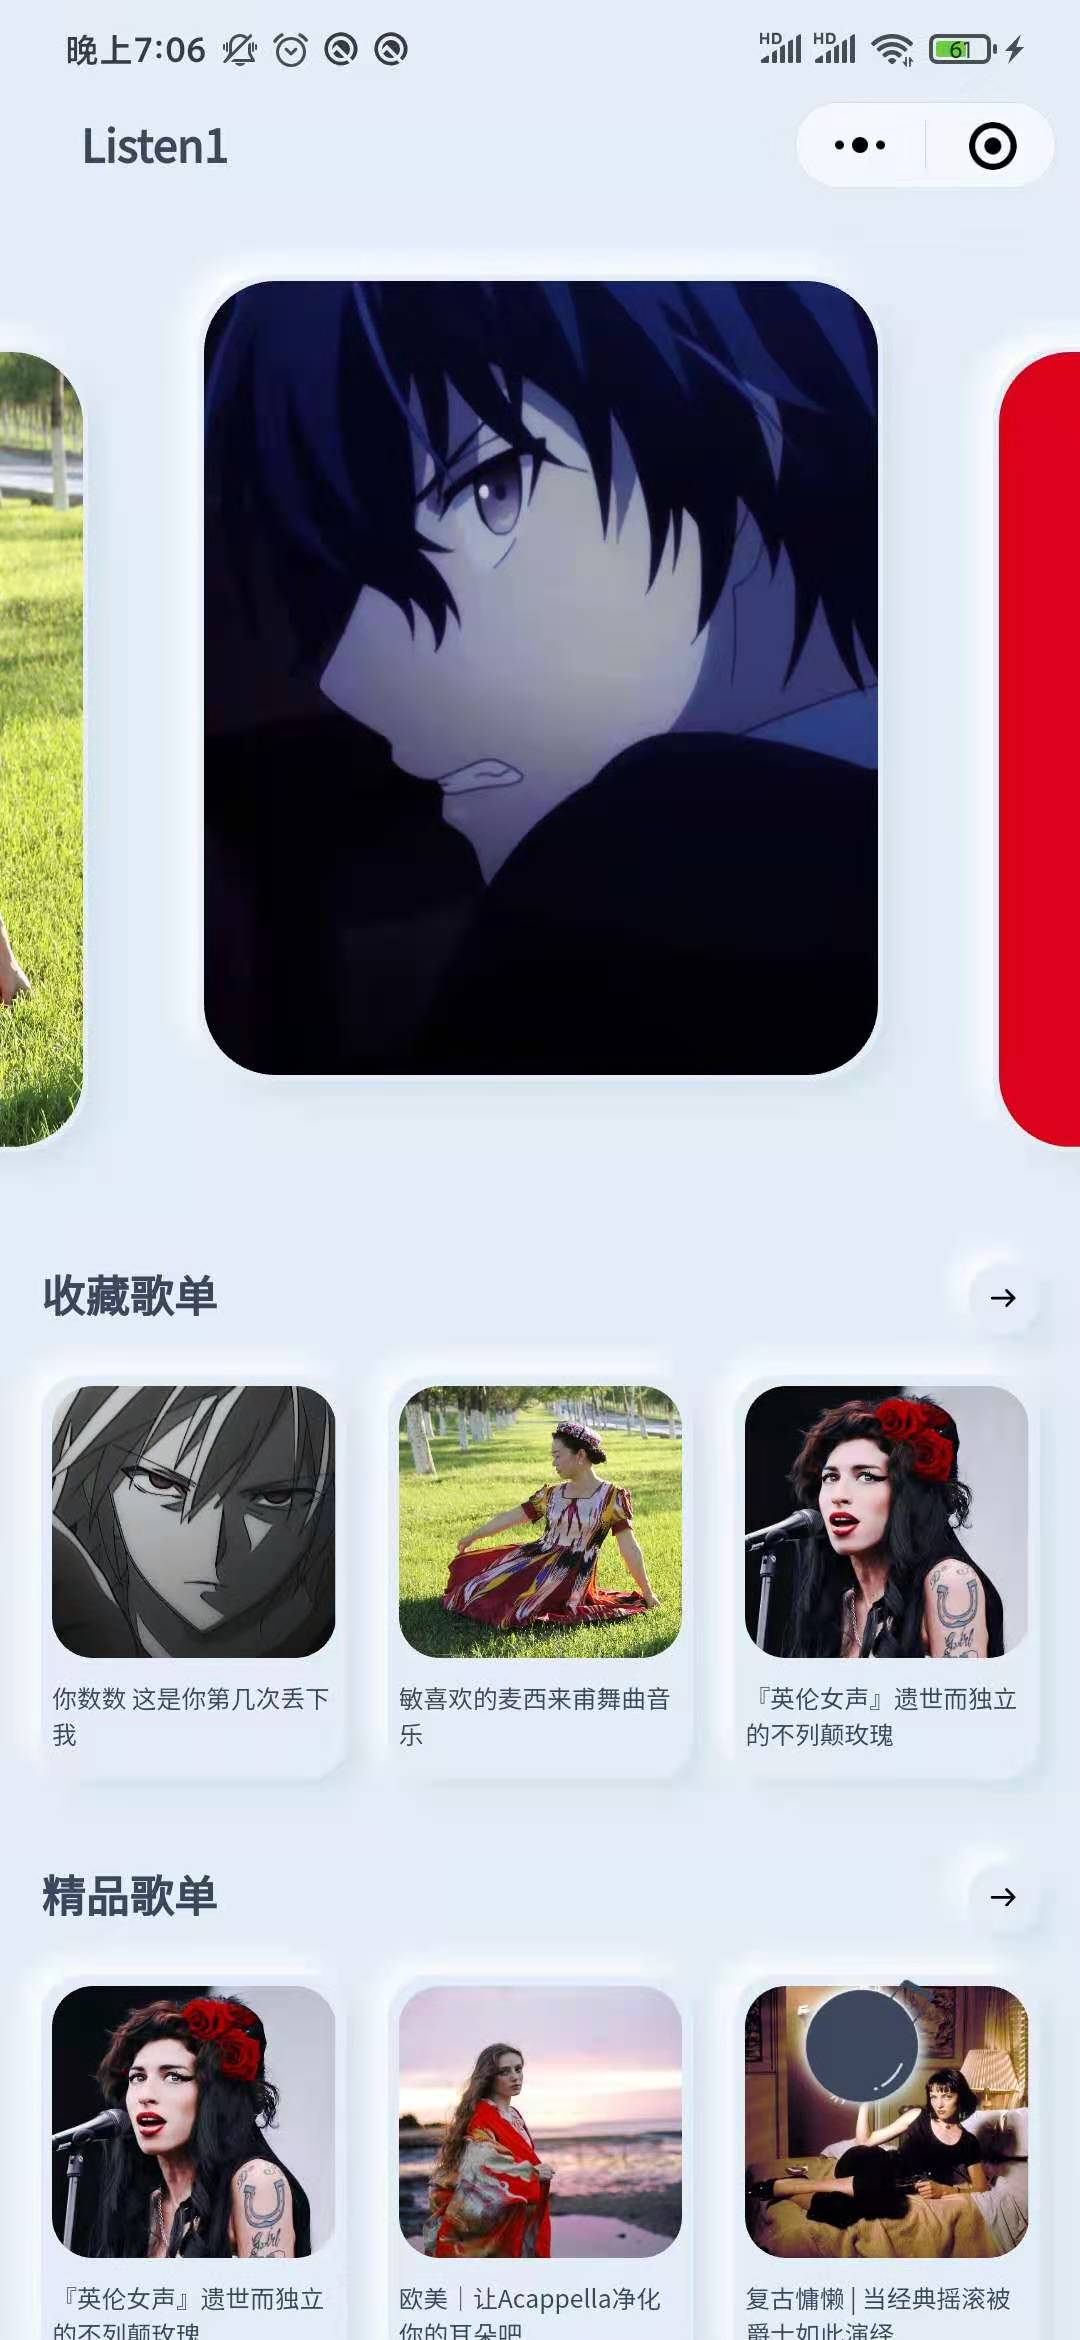 晚上7:06 HD HD 61
Listen1
收藏歌单
你数数 这是你第几次丢下
我
敏喜欢的麦西来甫舞曲音
乐
『英伦女声』遗世而独立
的不列颠玫瑰
精品歌单
『英伦女声』遗世而独立
的不列颠玫瑰
欧美｜让Acappella净化
你的耳朵吧
复古慵懒 | 当经典摇滚被
爵士如此演绎